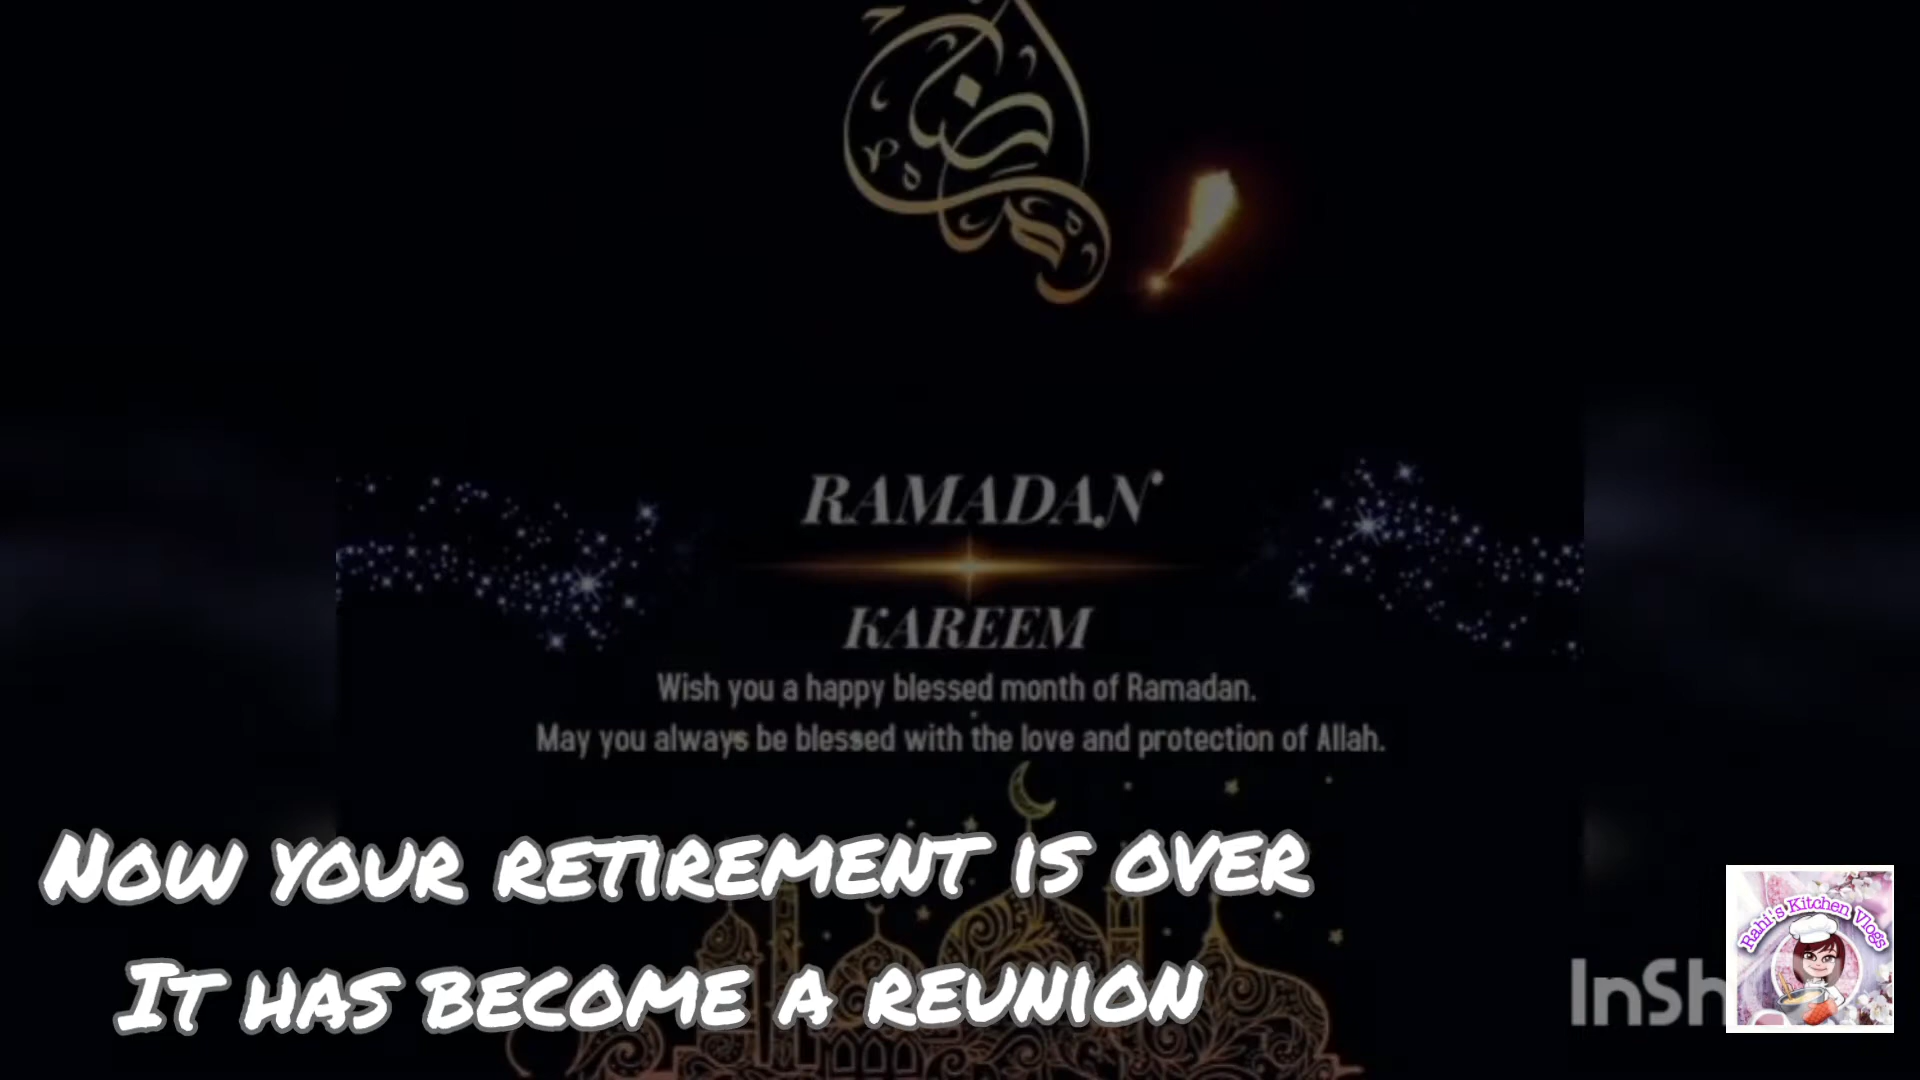 رمضان
RAMADAN
KAREEM
Wish you a happy blessed month of Ramadan.
May you always be blessed with the love and protection of Allah.
NOW YOUR RETIREMENT IS OVER
IT HAS BECOME A REUNION
Rahi's Kitchen Vlogs
InSh